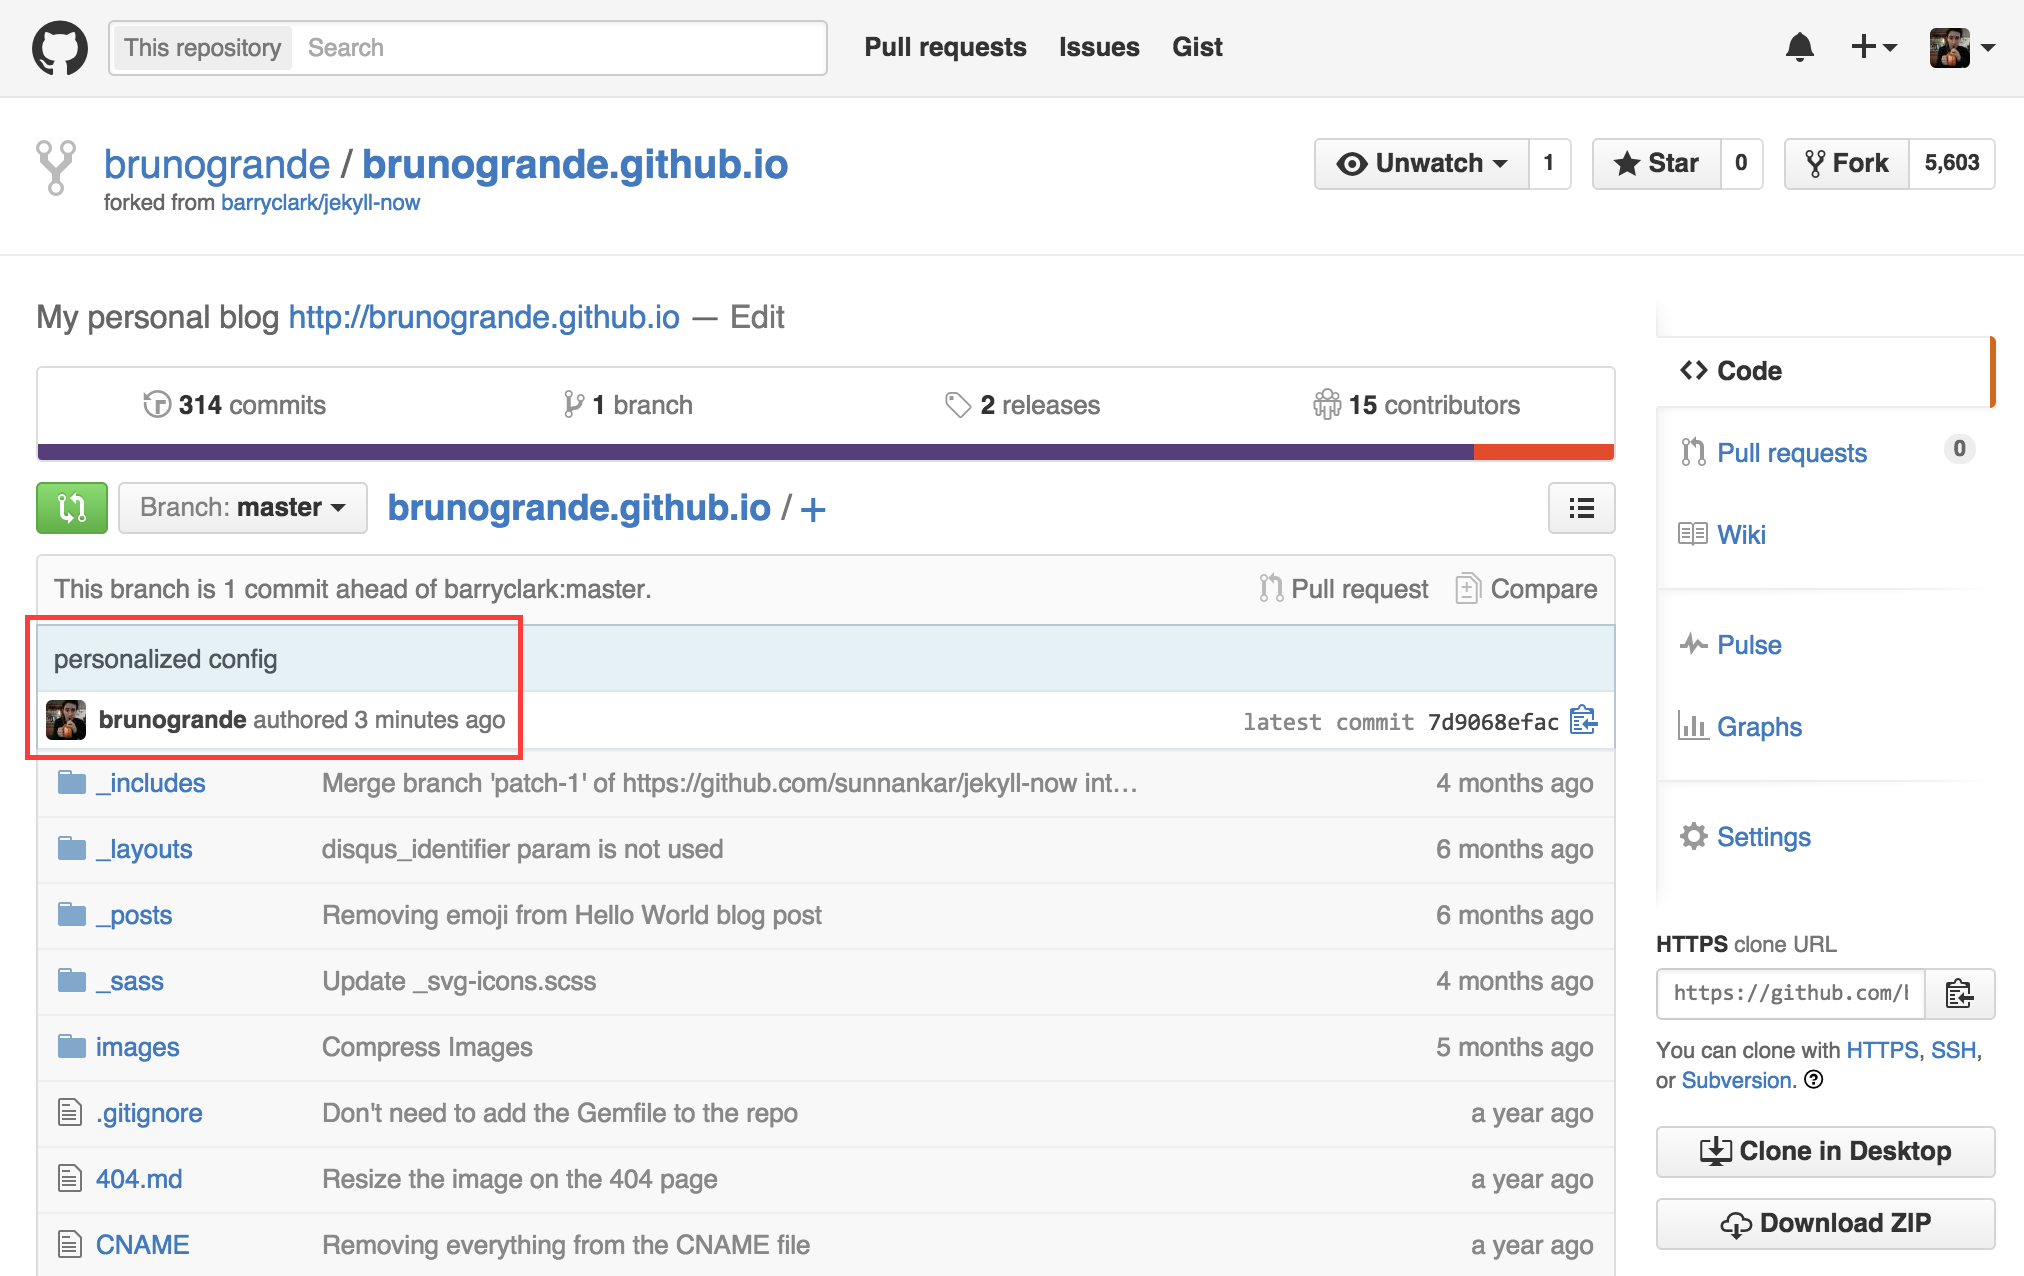 This repository Search Pull requests Issues Gist
brunogrande / brunogrande.github.io
forked from barryclark/jekyll-now
Unwatch 1 Star 0 Fork 5,603
My personal blog http://brunogrande.github.io — Edit
314 commits 1 branch 2 releases 15 contributors
Branch: master brunogrande.github.io / +
This branch is 1 commit ahead of barryclark:master. Pull request Compare
personalized config
brunogrande authored 3 minutes ago latest commit 7d9068efac
_includes Merge branch 'patch-1' of https://github.com/sunnankar/jekyll-now int… 4 months ago
_layouts disqus_identifier param is not used 6 months ago
_posts Removing emoji from Hello World blog post 6 months ago
_sass Update _svg-icons.scss 4 months ago
images Compress Images 5 months ago
.gitignore Don't need to add the Gemfile to the repo a year ago
404.md Resize the image on the 404 page a year ago
CNAME Removing everything from the CNAME file a year ago
Code
Pull requests 0
Wiki
Pulse
Graphs
Settings
HTTPS clone URL
https://github.com/
You can clone with HTTPS, SSH,
or Subversion.
Clone in Desktop
Download ZIP